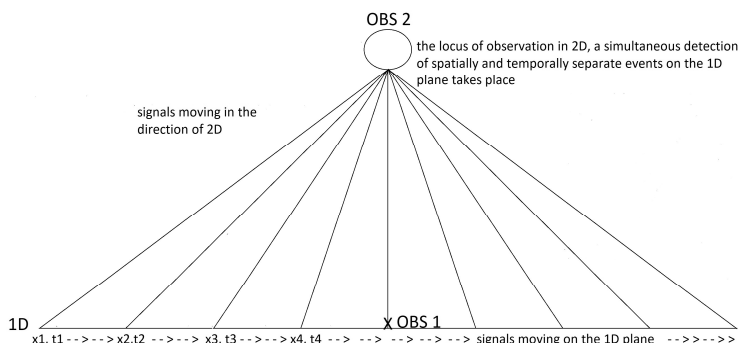 OBS 2
the locus of observation in 2D, a simultaneous detection
of spatially and temporally separate events on the 1D
plane takes place
signals moving in the
direction of 2D
1D
X OBS 1
x1, t1 - - > - - > x2,t2 - - > - - > x3, t3 - - > - - > x4, t4 - - > - - > - - > - - > - - > signals moving on the 1D plane - - > > - - > >